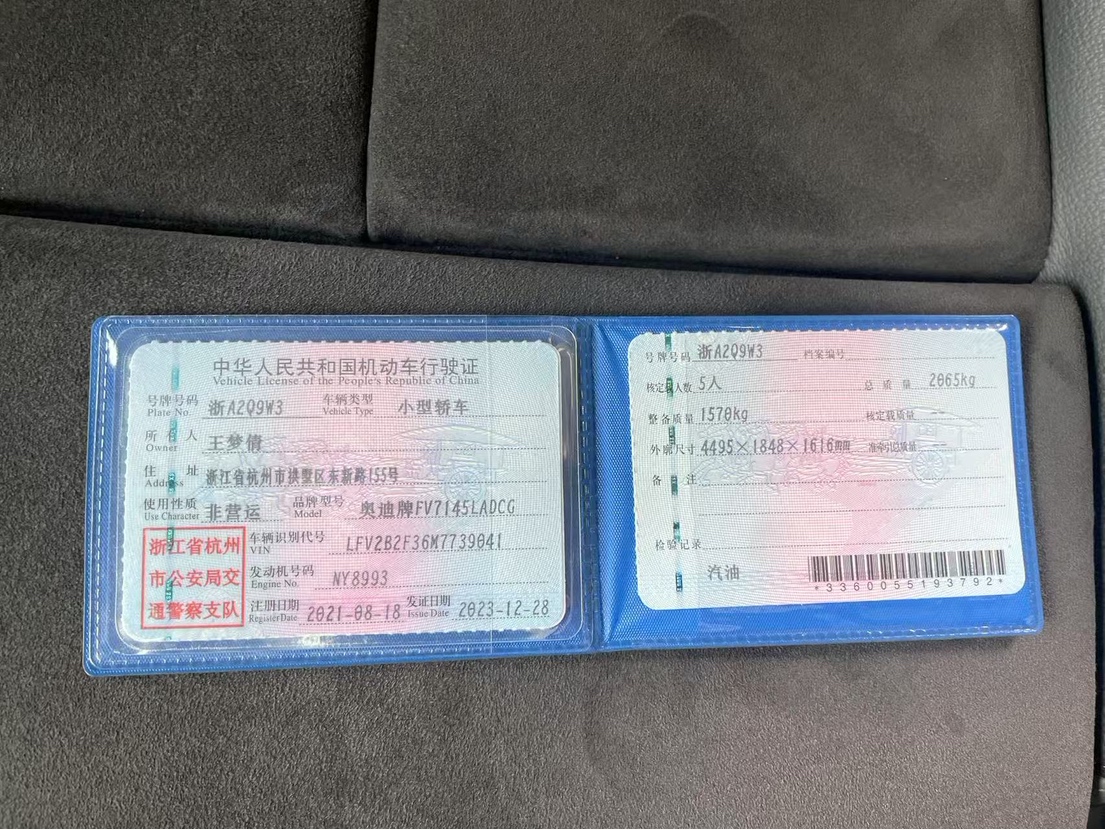 中华人民共和国机动车行驶证
Vehicle License of the People's Republic of China
号牌号码 浙A2Q9W3 车辆类型 小型轿车
Plate No. Vehicle Type
所有人 王梦倩
Owner
住址 浙江省杭州市拱墅区东新路155号
Address
使用性质 非营运 品牌型号 奥迪牌FV7145LADCG
Use Character Model
浙江省杭州
市公安局交
通警察支队
车辆识别代号 LFV2B2F36M7739041
VIN
发动机号码 NY8993
Engine No.
注册日期 2021-08-18 发证日期 2023-12-28
Register Date Issue Date
号牌号码 浙A2Q9W3 档案编号
核定载人数 5人 总质量 2065kg
整备质量 1570kg 核定载质量 --
外廓尺寸 4495×1848×1616mm 准牵引总质量 --
备注
检验记录
汽油
*3360055193792*